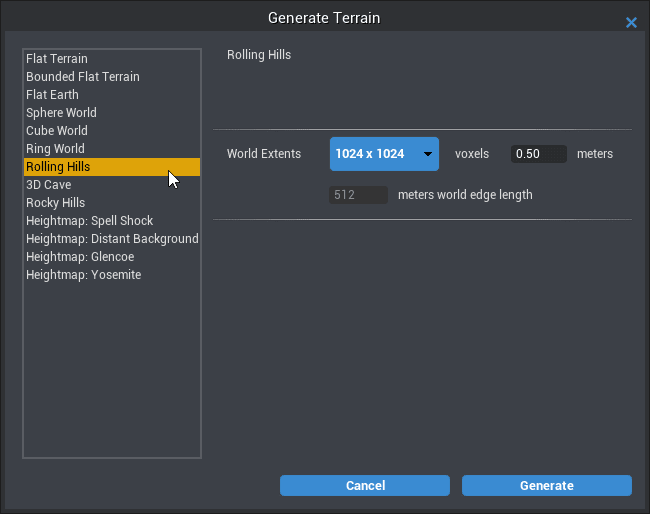 Generate Terrain
Flat Terrain
Bounded Flat Terrain
Flat Earth
Sphere World
Cube World
Ring World
Rolling Hills
3D Cave
Rocky Hills
Heightmap: Spell Shock
Heightmap: Distant Background
Heightmap: Glencoe
Heightmap: Yosemite
Rolling Hills
World Extents 1024 x 1024 voxels 0.50 meters
512 meters world edge length
Cancel Generate